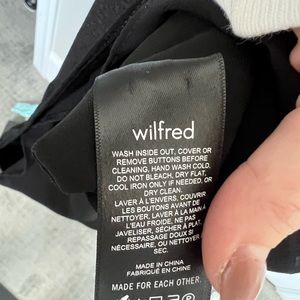 wilfred
WASH INSIDE OUT, COVER OR
REMOVE BUTTONS BEFORE
CLEANING. HAND WASH COLD.
DO NOT BLEACH, DRY FLAT,
COOL IRON ONLY IF NEEDED, OR
DRY CLEAN.
LAVER À L'ENVERS, COUVRIR
LES BOUTONS AVANT DE
NETTOYER, LAVER À LA MAIN À
L'EAU FROIDE, NE PAS
JAVELISER, SÉCHER À PLAT,
REPASSAGE DOUX SI
NÉCESSAIRE, OU NETTOYER À
SEC.
MADE IN CHINA
FABRIQUÉ EN CHINE
MADE FOR EACH OTHER.